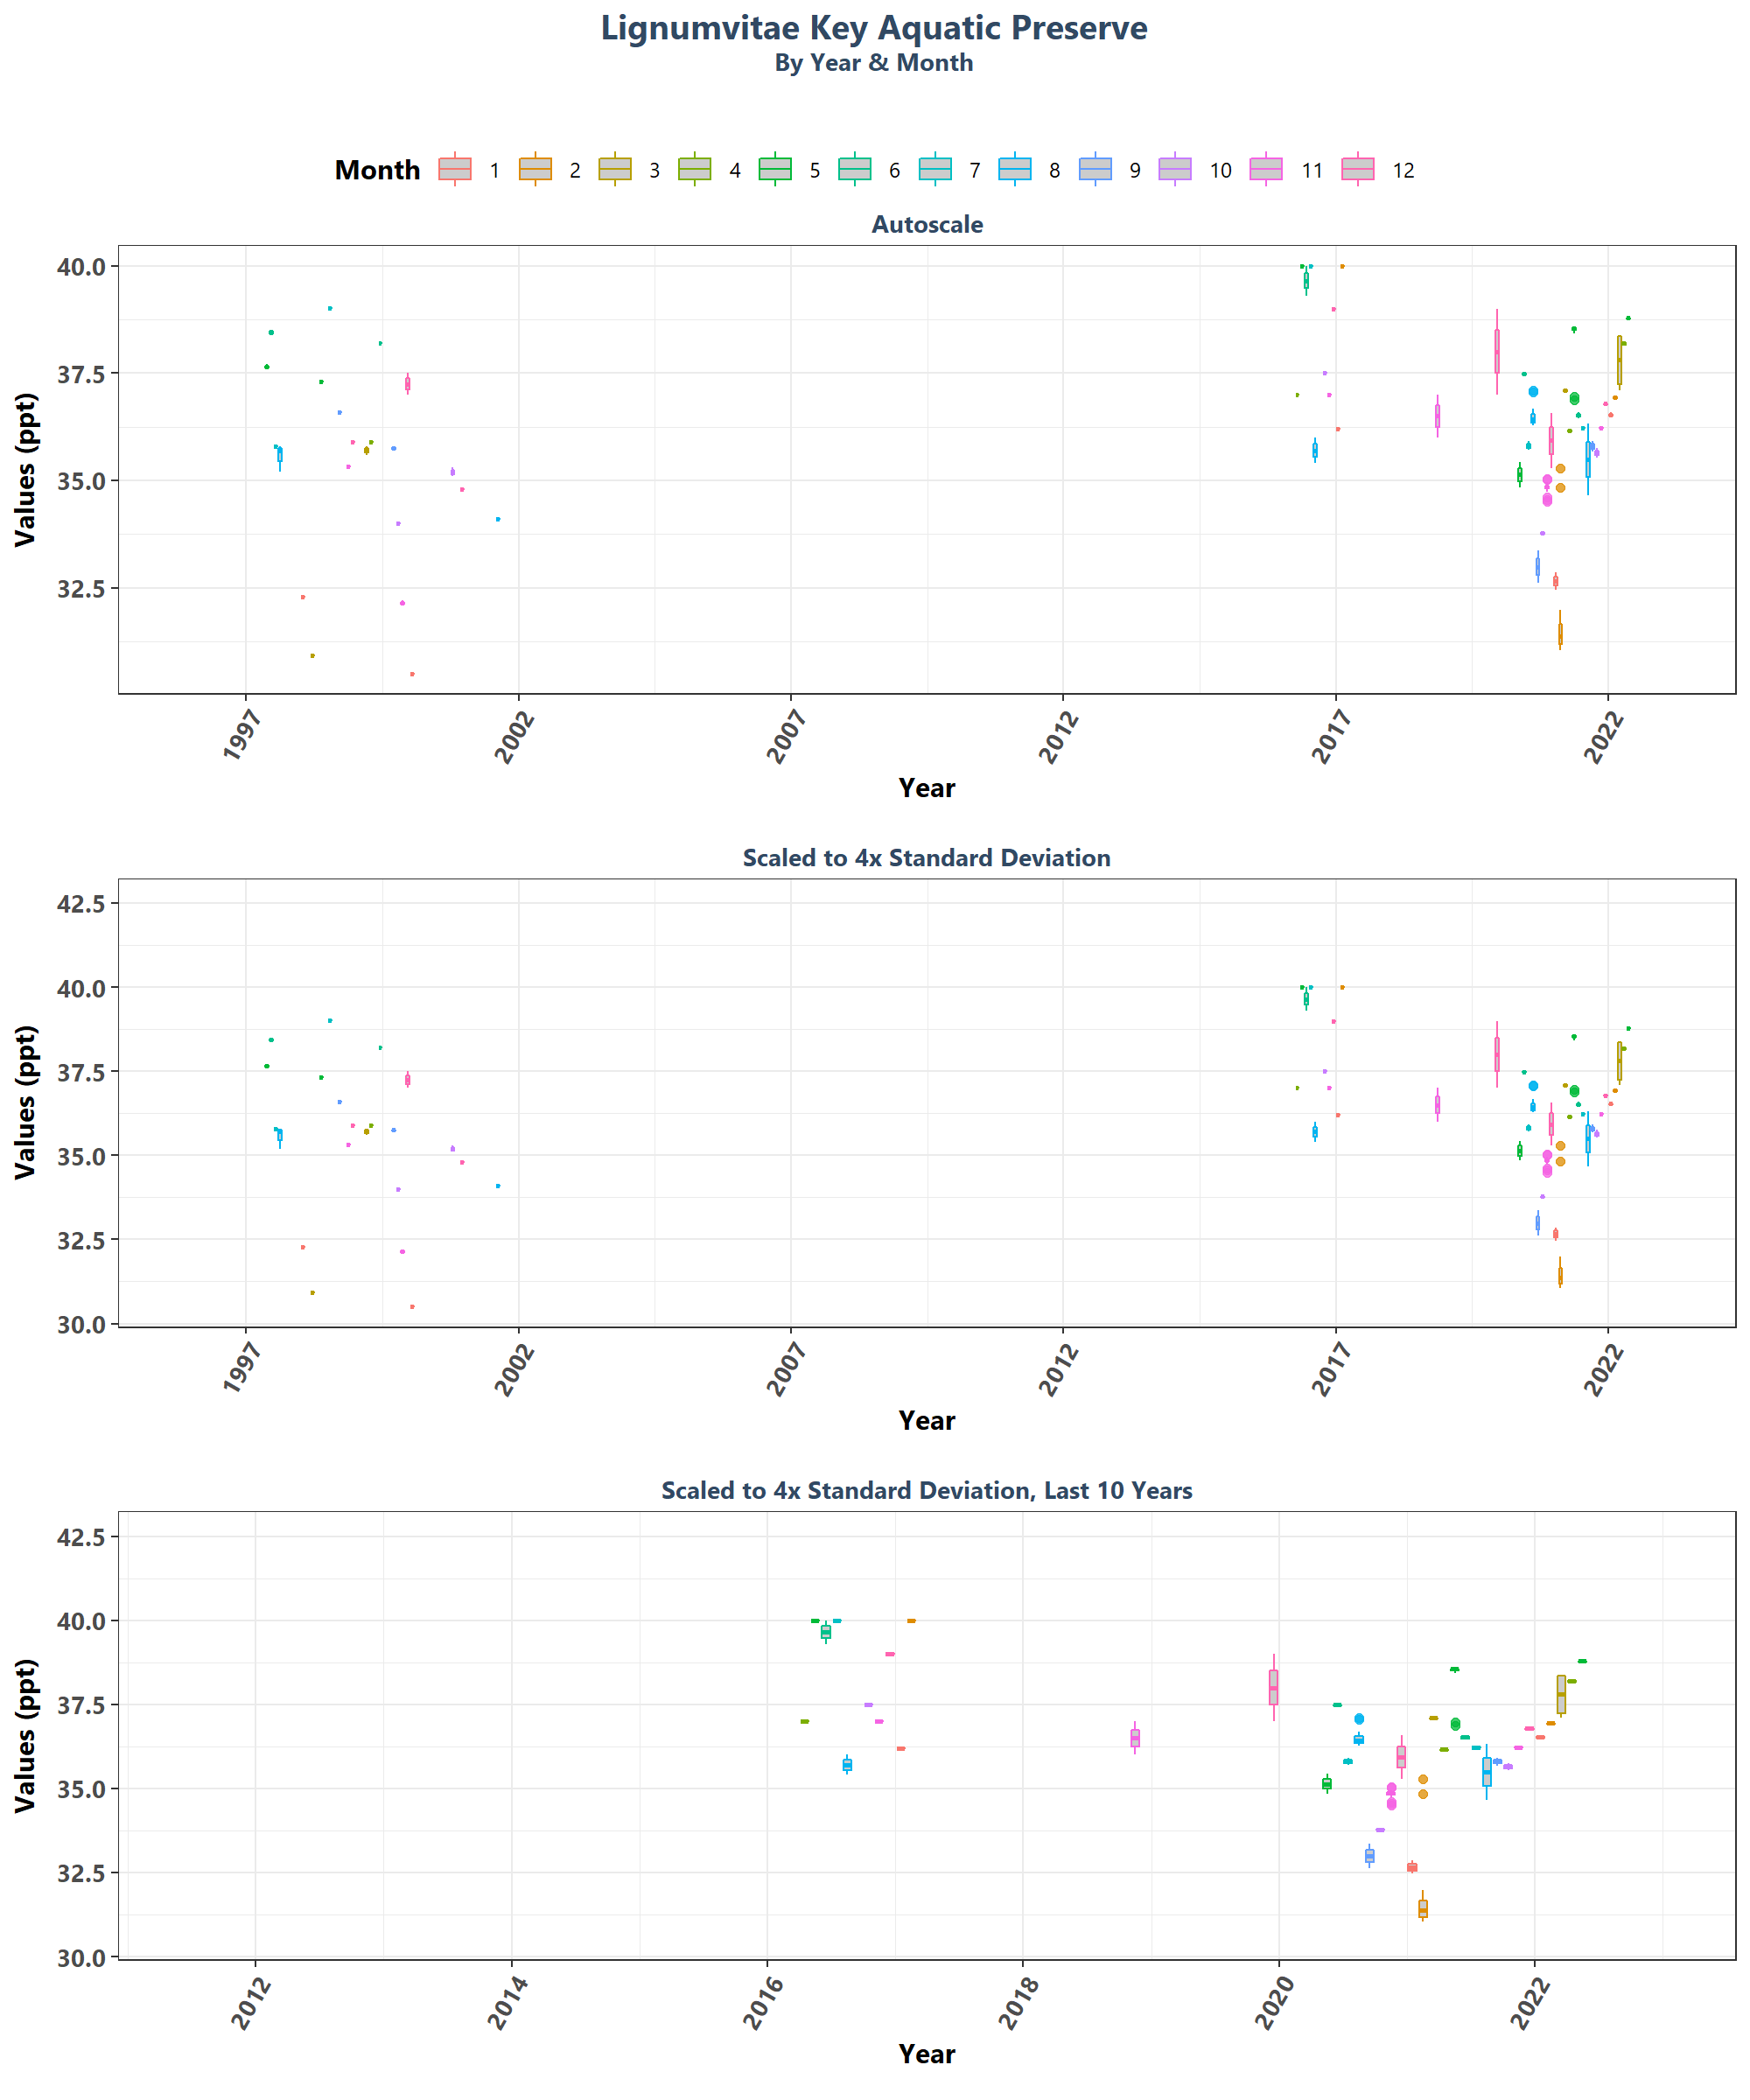 Lignumvitae Key Aquatic Preserve
By Year & Month
Month 1 2 3 4 5 6 7 8 9 10 11 12
Autoscale
40.0
37.5
35.0
32.5
Values (ppt)
1997 2002 2007 2012 2017 2022
Year
Scaled to 4x Standard Deviation
42.5
40.0
37.5
35.0
32.5
30.0
Values (ppt)
1997 2002 2007 2012 2017 2022
Year
Scaled to 4x Standard Deviation, Last 10 Years
42.5
40.0
37.5
35.0
32.5
30.0
Values (ppt)
2012 2014 2016 2018 2020 2022
Year